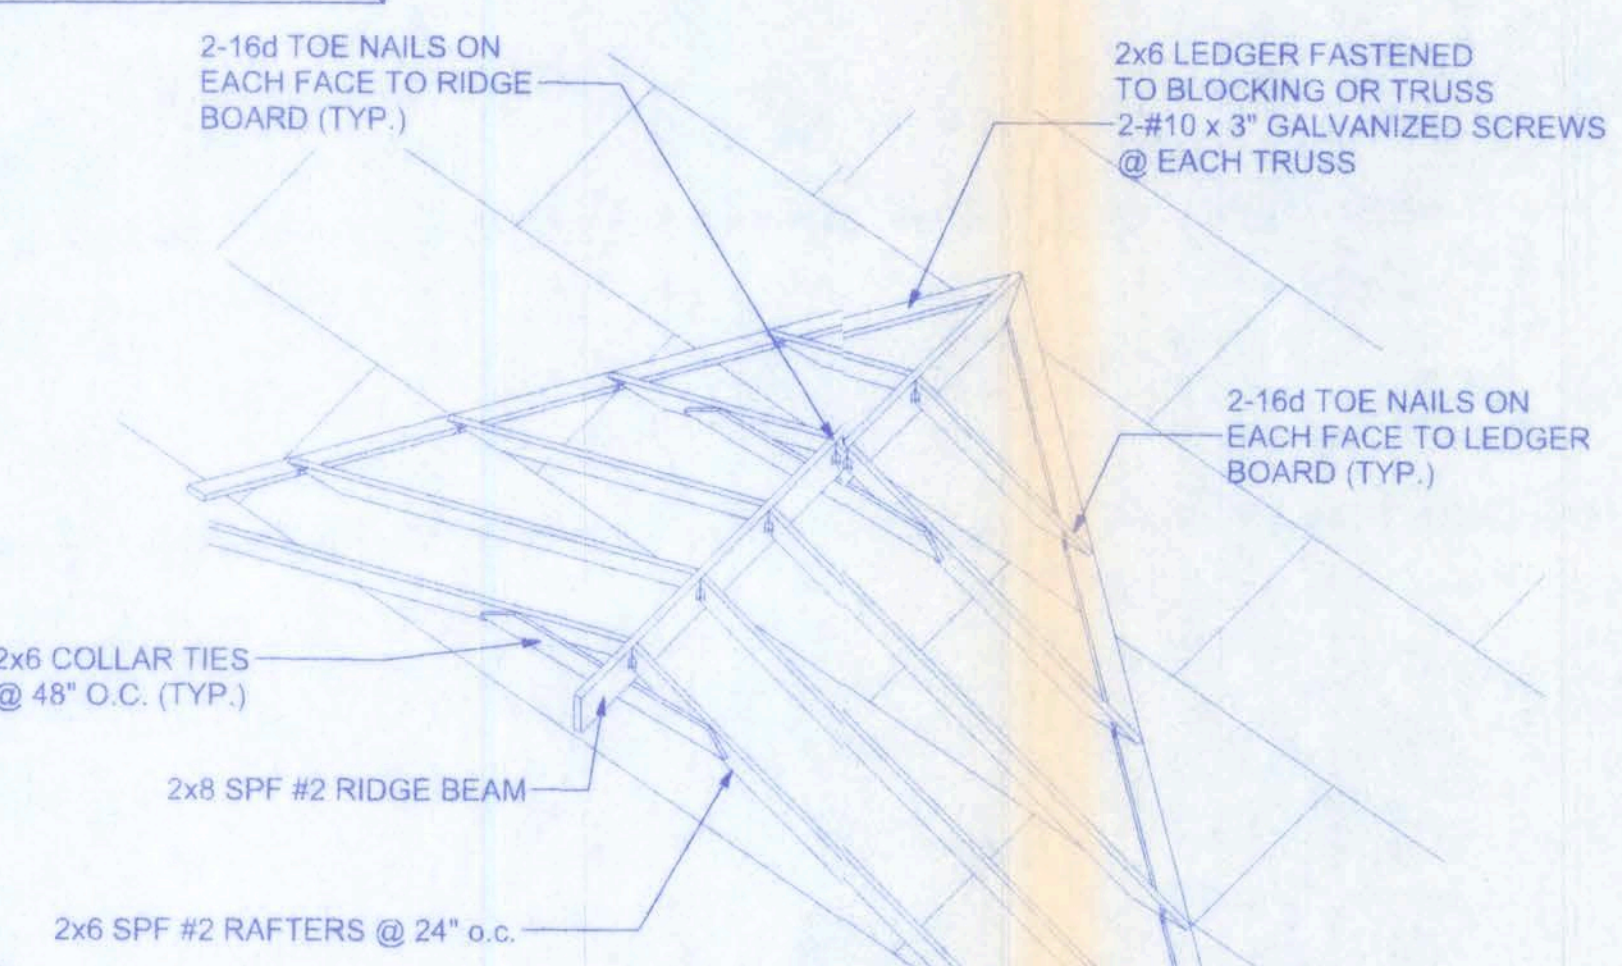 2-16d TOE NAILS ON
EACH FACE TO RIDGE
BOARD (TYP.)
2x6 LEDGER FASTENED
TO BLOCKING OR TRUSS
2-#10 x 3" GALVANIZED SCREWS
@ EACH TRUSS
2-16d TOE NAILS ON
EACH FACE TO LEDGER
BOARD (TYP.)
2x6 COLLAR TIES
@ 48" O.C. (TYP.)
2x8 SPF #2 RIDGE BEAM
2x6 SPF #2 RAFTERS @ 24" o.c.